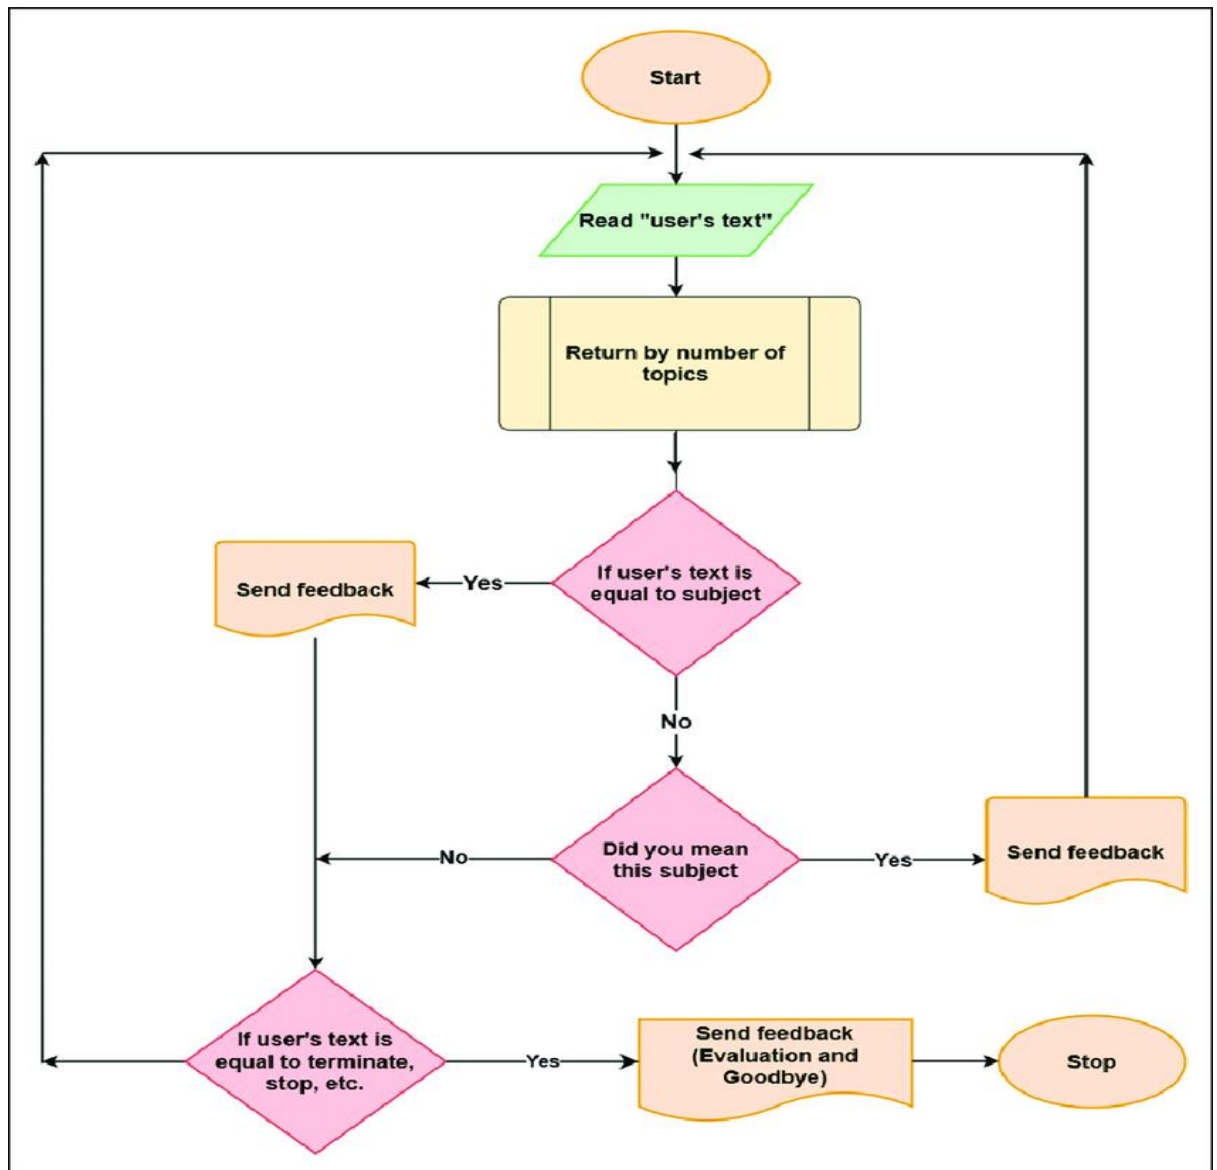 Start
Read "user's text"
Return by number of
topics
If user's text is
equal to subject
Yes
Send feedback
No
Did you mean
this subject
No
Yes
Send feedback
If user's text is
equal to terminate,
stop, etc.
Yes
Send feedback
(Evaluation and
Goodbye)
Stop